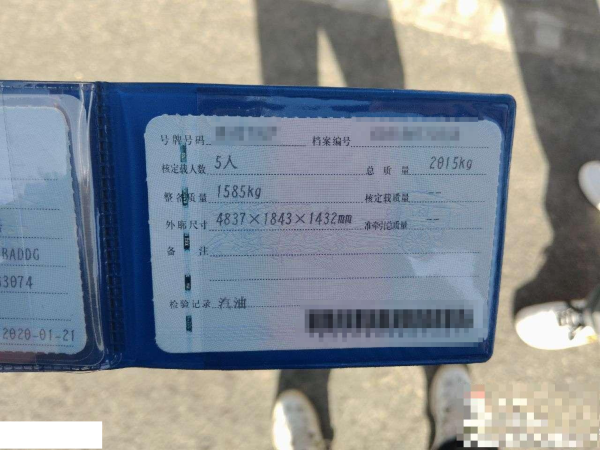 RADDG
3074
2020-01-21
号牌号码 档案编号
核定载人数 5人 总质量 2015kg
整备质量 1585kg 核定载质量 --
外廓尺寸 4837×1843×1432mm 准牵引总质量 --
备注
检验记录 汽油